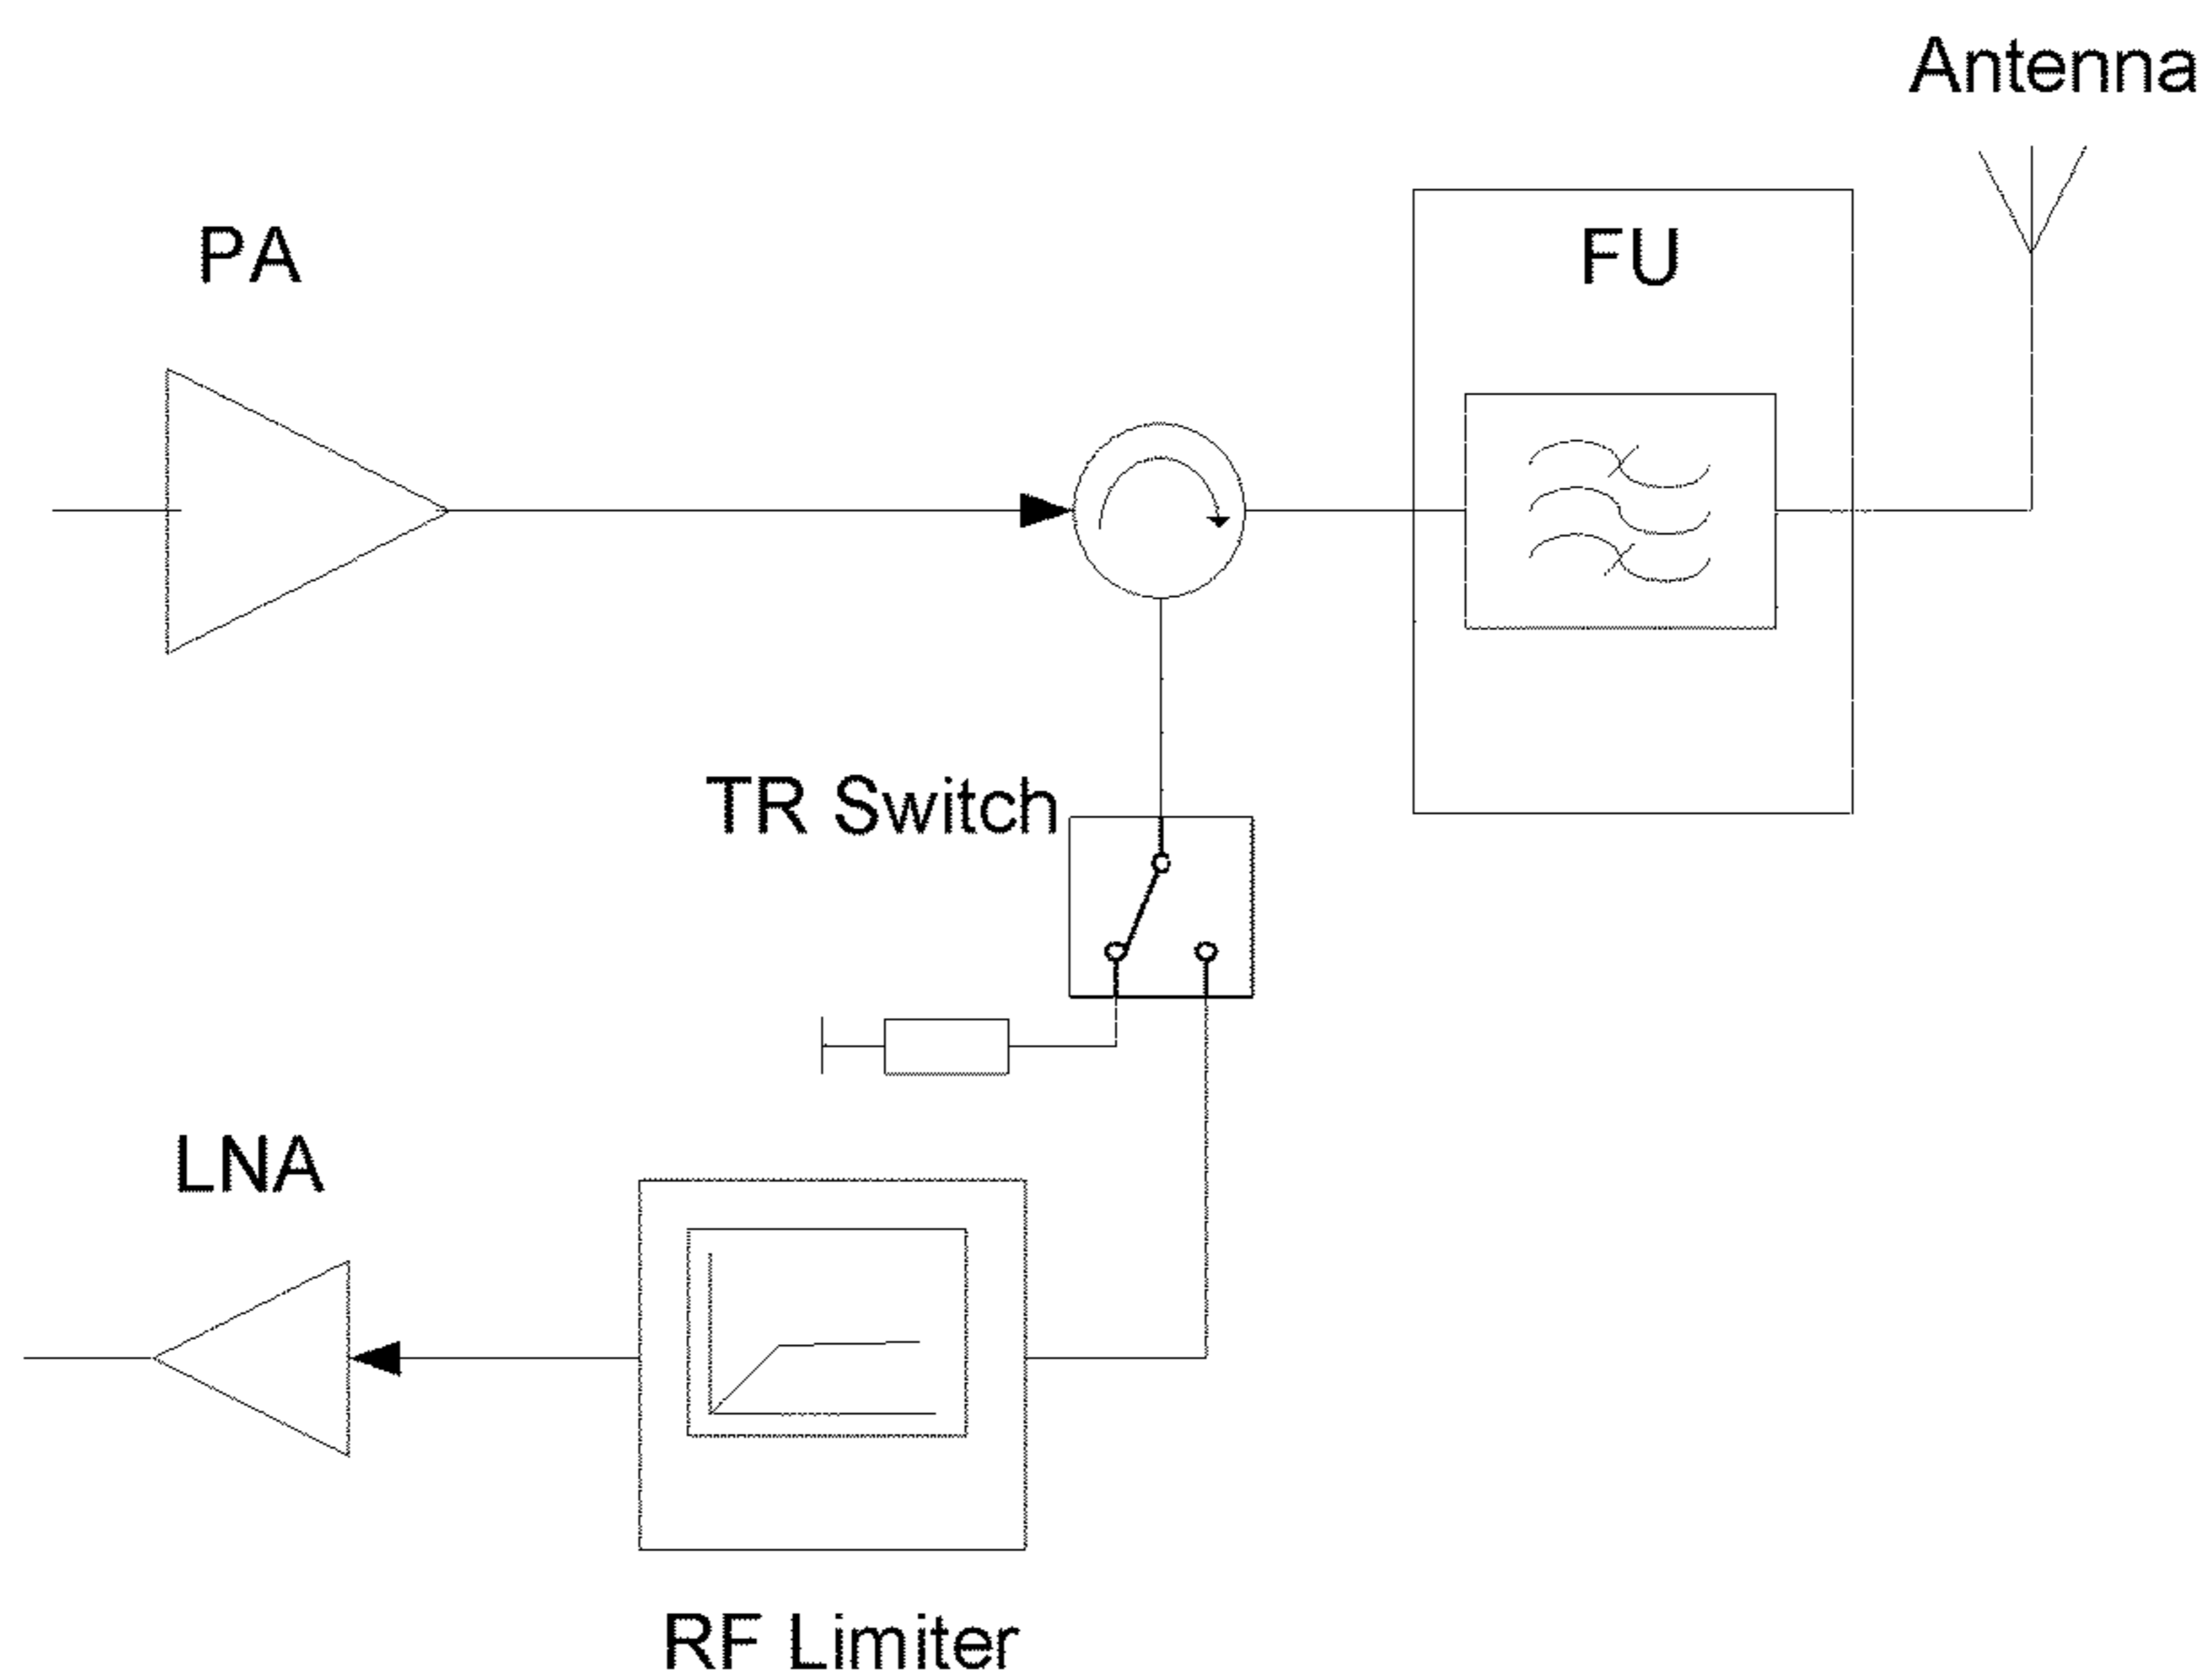 Antenna
PA
FU
TR Switch
LNA
RF Limiter